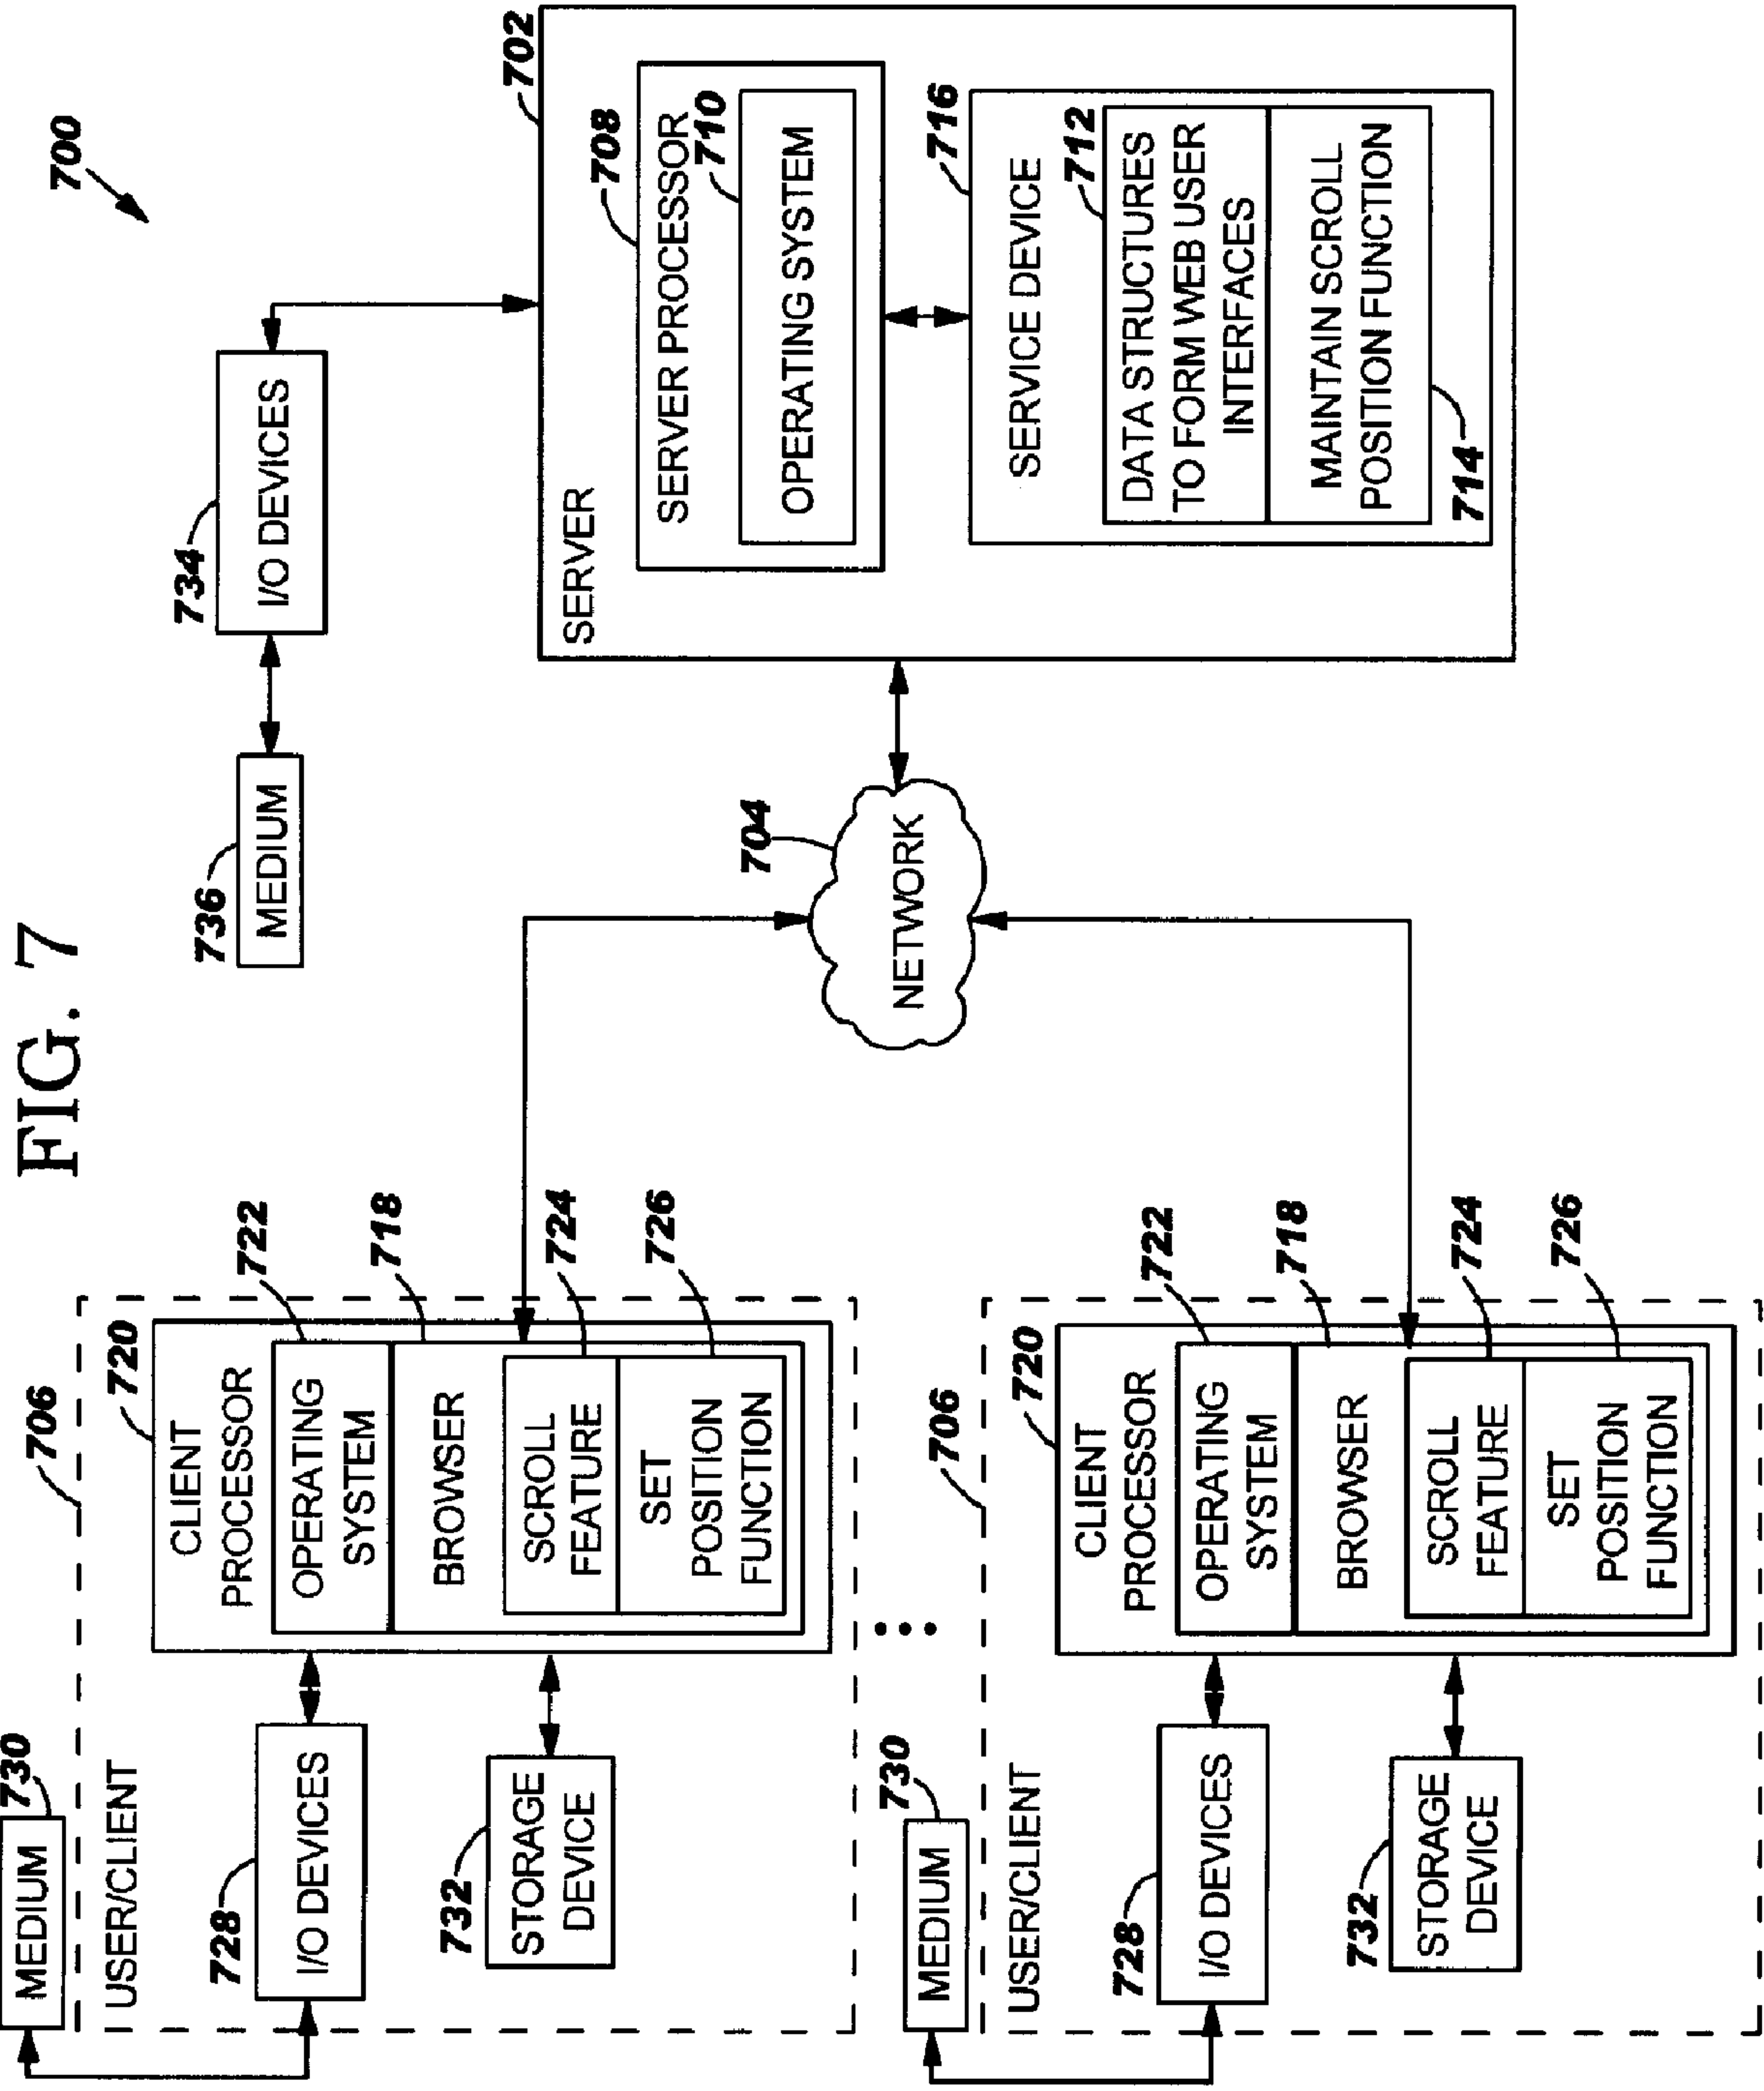 FIG. 7
700
706
730
MEDIUM
USER/CLIENT
720
CLIENT
PROCESSOR
722
OPERATING
SYSTEM
718
BROWSER
724
SCROLL
FEATURE
726
SET
POSITION
FUNCTION
728
I/O DEVICES
732
STORAGE
DEVICE
706
730
MEDIUM
USER/CLIENT
720
CLIENT
PROCESSOR
722
OPERATING
SYSTEM
718
BROWSER
724
SCROLL
FEATURE
726
SET
POSITION
FUNCTION
728
I/O DEVICES
732
STORAGE
DEVICE
704
NETWORK
736
MEDIUM
734
I/O DEVICES
702
SERVER
708
SERVER PROCESSOR
710
OPERATING SYSTEM
716
SERVICE DEVICE
712
DATA STRUCTURES
TO FORM WEB USER
INTERFACES
MAINTAIN SCROLL
POSITION FUNCTION
714